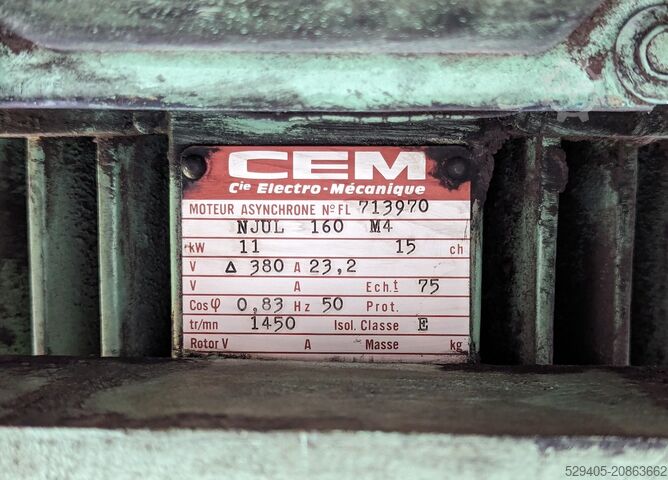 CEM
Cie Electro-Mécanique
MOTEUR ASYNCHRONE No FL 713970
NJUL 160 M4
kW 11 15 ch
V Δ 380 A 23,2
V A Ech.t 75
Cos φ 0,83 Hz 50 Prot.
tr/mn 1450 Isol. Classe E
Rotor V A Masse kg
529405-20863662